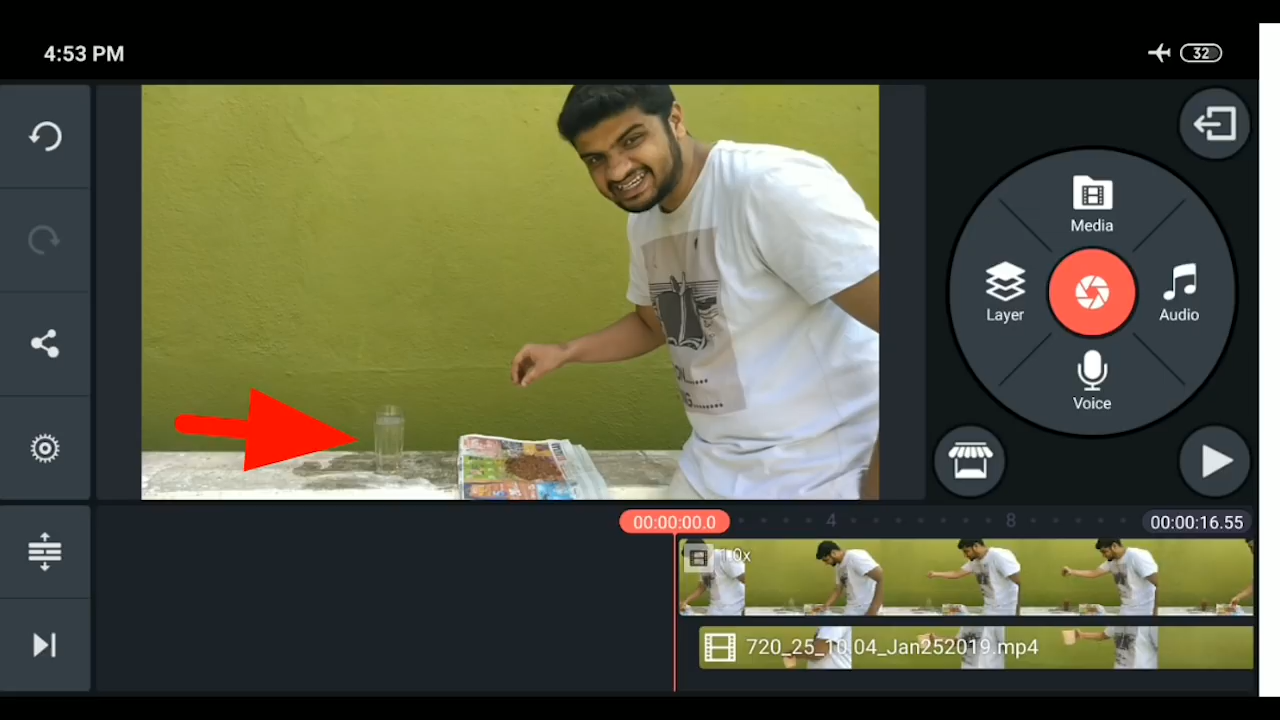 4:53 PM
32
Media
Layer
Audio
Voice
00:00:00.0
4
8
00:00:16.55
1.0x
720_25_10_04_Jan252019.mp4